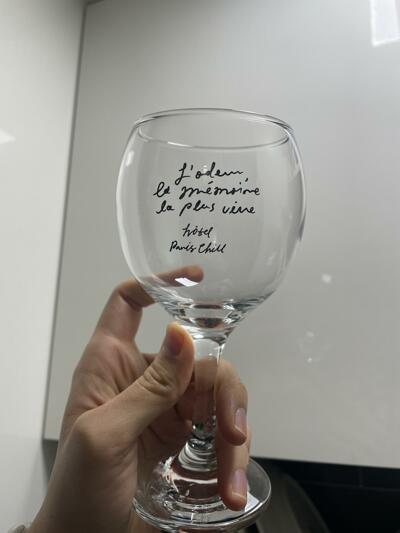 L'odeur,
la mémoire
la plus vive
hôtel
Paris Chill